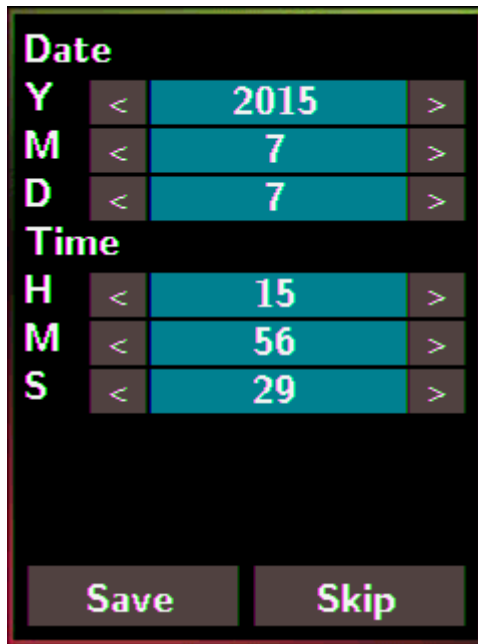 Date
Y < 2015 >
M < 7 >
D < 7 >
Time
H < 15 >
M < 56 >
S < 29 >
Save Skip